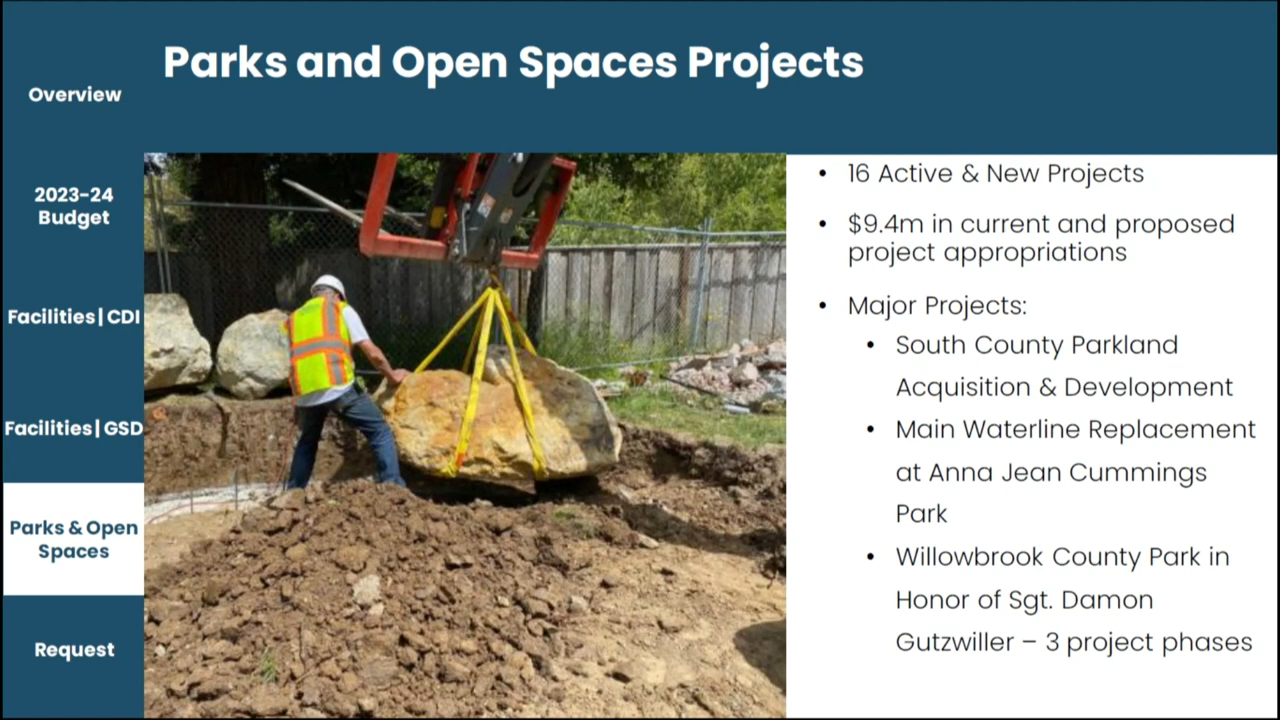 Parks and Open Spaces Projects
Overview
2023-24
Budget
Facilities| CDI
Facilities| GSD
Parks & Open
Spaces
Request
• 16 Active & New Projects
• $9.4m in current and proposed
project appropriations
• Major Projects:
• South County Parkland
Acquisition & Development
• Main Waterline Replacement
at Anna Jean Cummings
Park
• Willowbrook County Park in
Honor of Sgt. Damon
Gutzwiller – 3 project phases